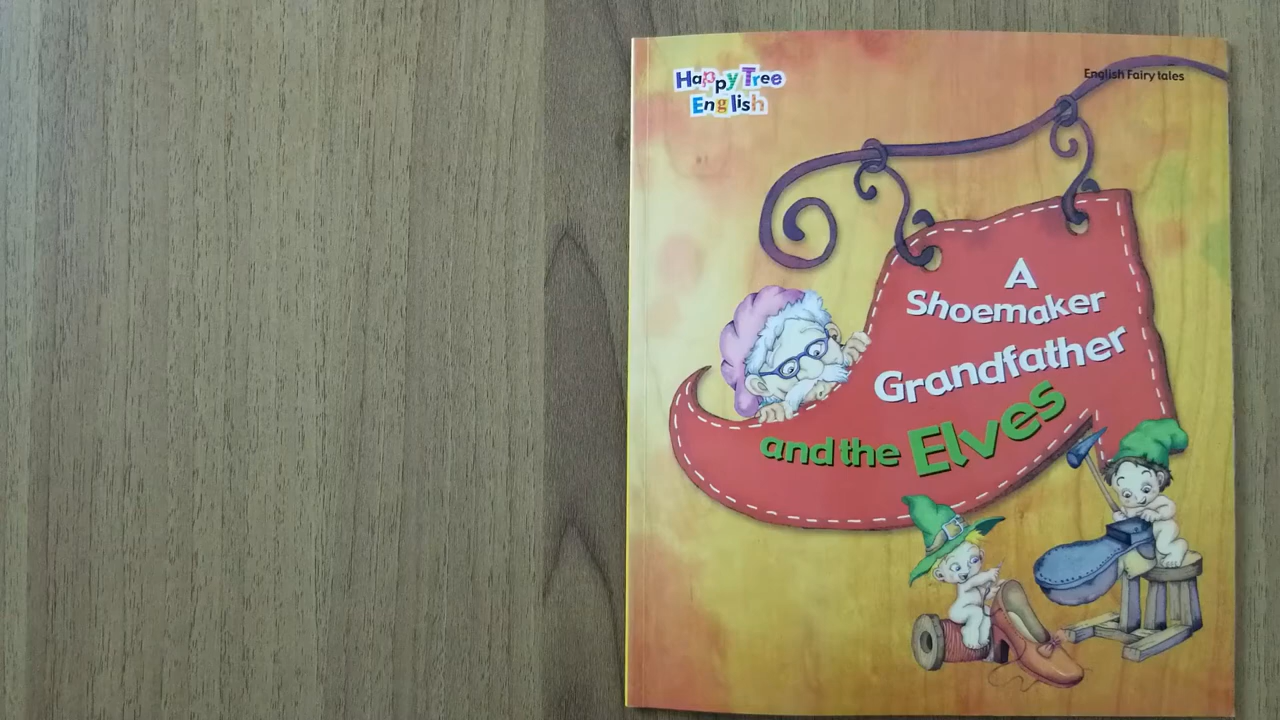 Happy Tree
English
English Fairy tales
A
Shoemaker
Grandfather
and the Elves